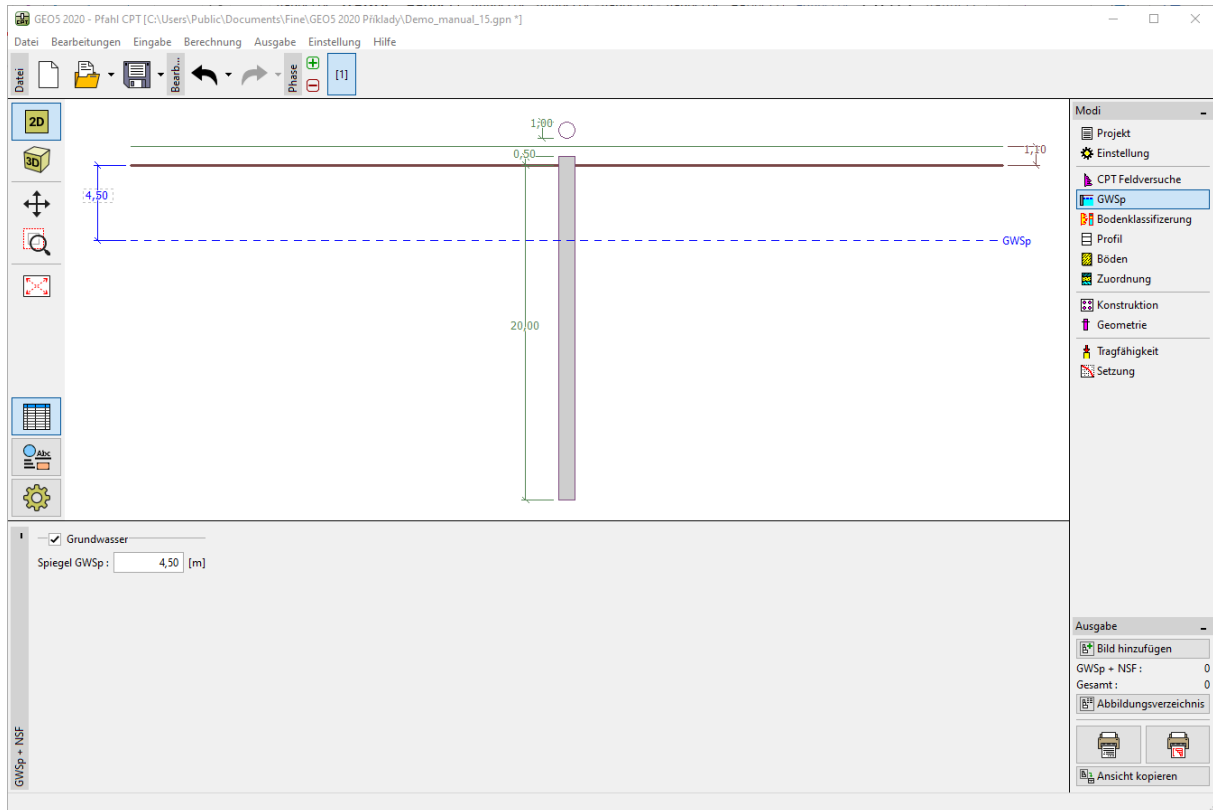 GEO5 2020 - Pfahl CPT [C:\Users\Public\Documents\Fine\GEO5 2020 Příklady\Demo_manual_15.gpn *]
Datei Bearbeitungen Eingabe Berechnung Ausgabe Einstellung Hilfe
Datei
Bearb...
Phase
[1]
2D
3D
Abc
1,00
0,50
1,10
4,50
GWSp
20,00
Modi
Projekt
Einstellung
CPT Feldversuche
GWSp
Bodenklassifizerung
Profil
Böden
Zuordnung
Konstruktion
Geometrie
Tragfähigkeit
Setzung
GWSp + NSF
Grundwasser
Spiegel GWSp : 4,50 [m]
Ausgabe
Bild hinzufügen
GWSp + NSF : 0
Gesamt : 0
Abbildungsverzeichnis
Ansicht kopieren